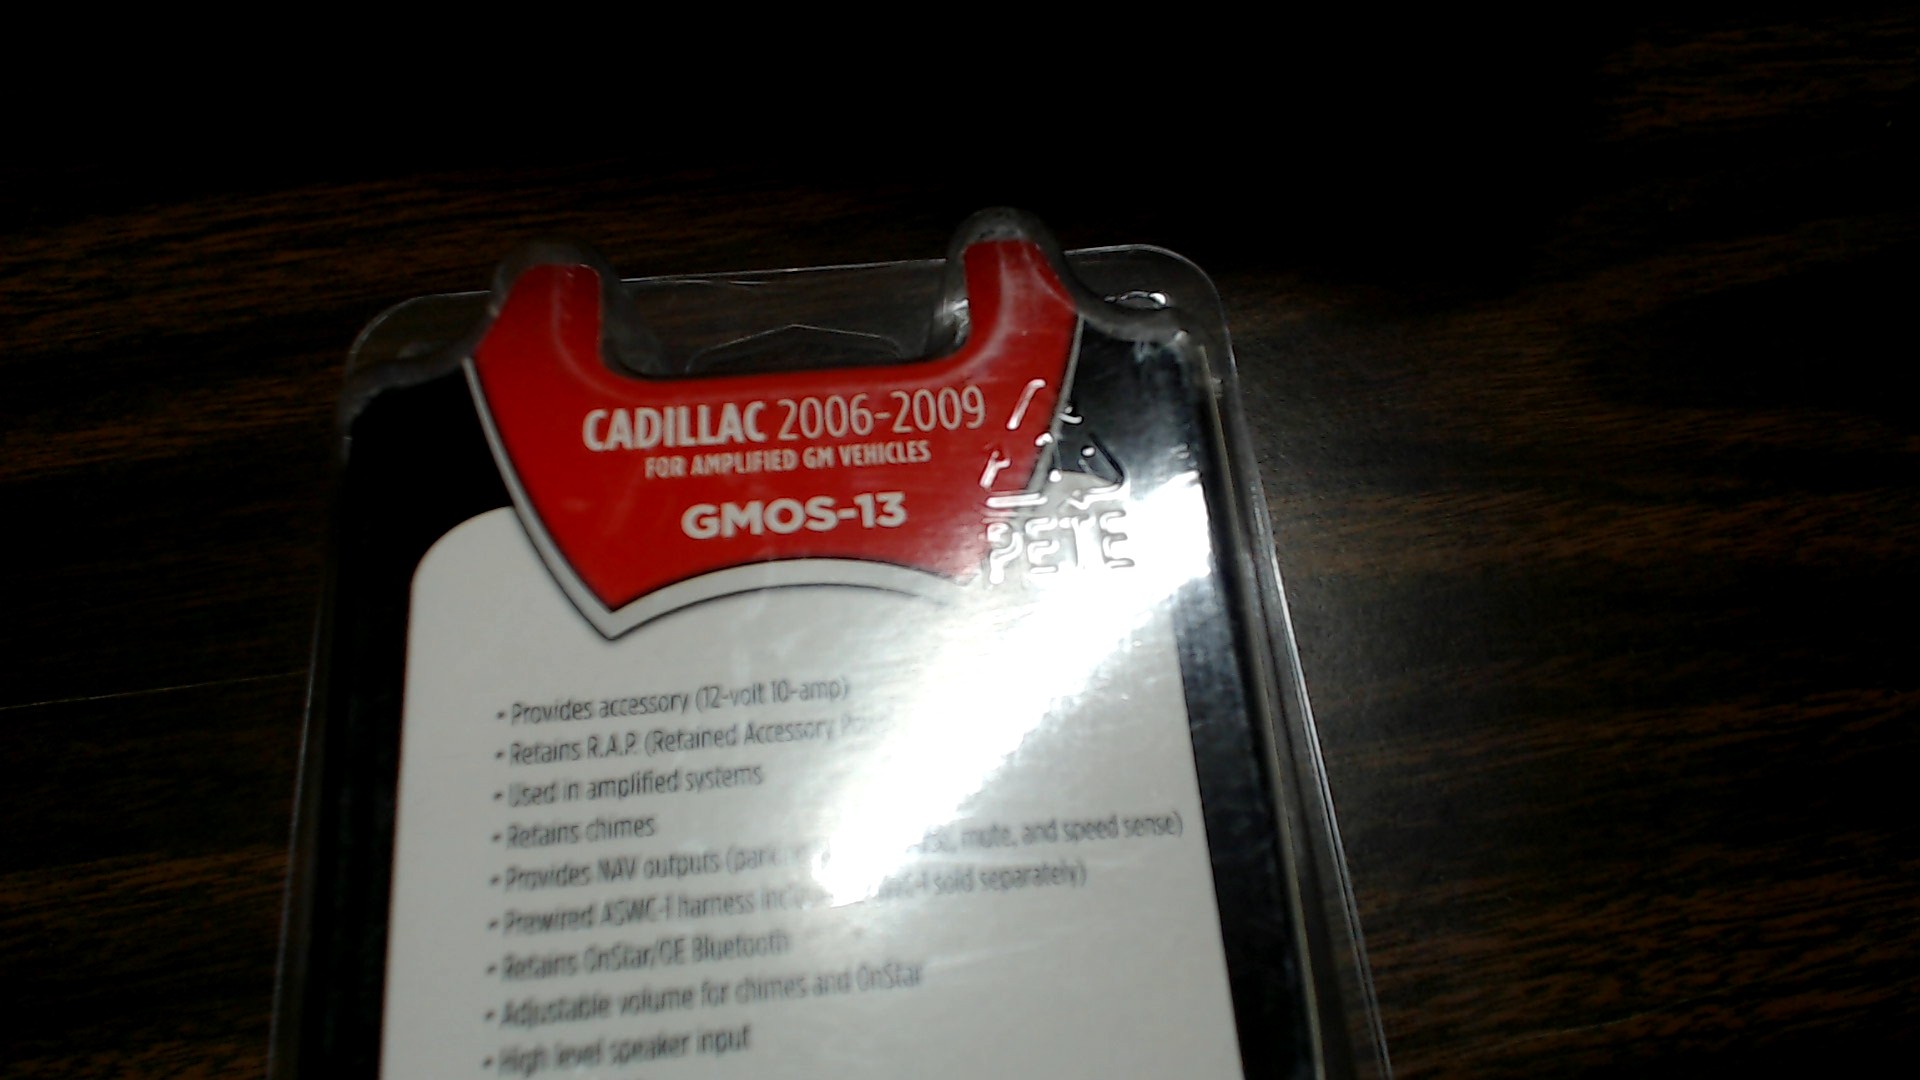 CADILLAC 2006-2009
FOR AMPLIFIED GM VEHICLES
GMOS-13
PETE
• Provides accessory (12-volt 10-amp)
• Retains R.A.P. (Retained Accessory
• Used in amplified systems
• Retains chimes
• Provides NAV outputs mute, and speed sense)
• Prewired ASWC-1 harness sold separately)
• Retains OnStar/OE Bluetooth
• Adjustable volume for chimes and OnStar
• High level speaker input